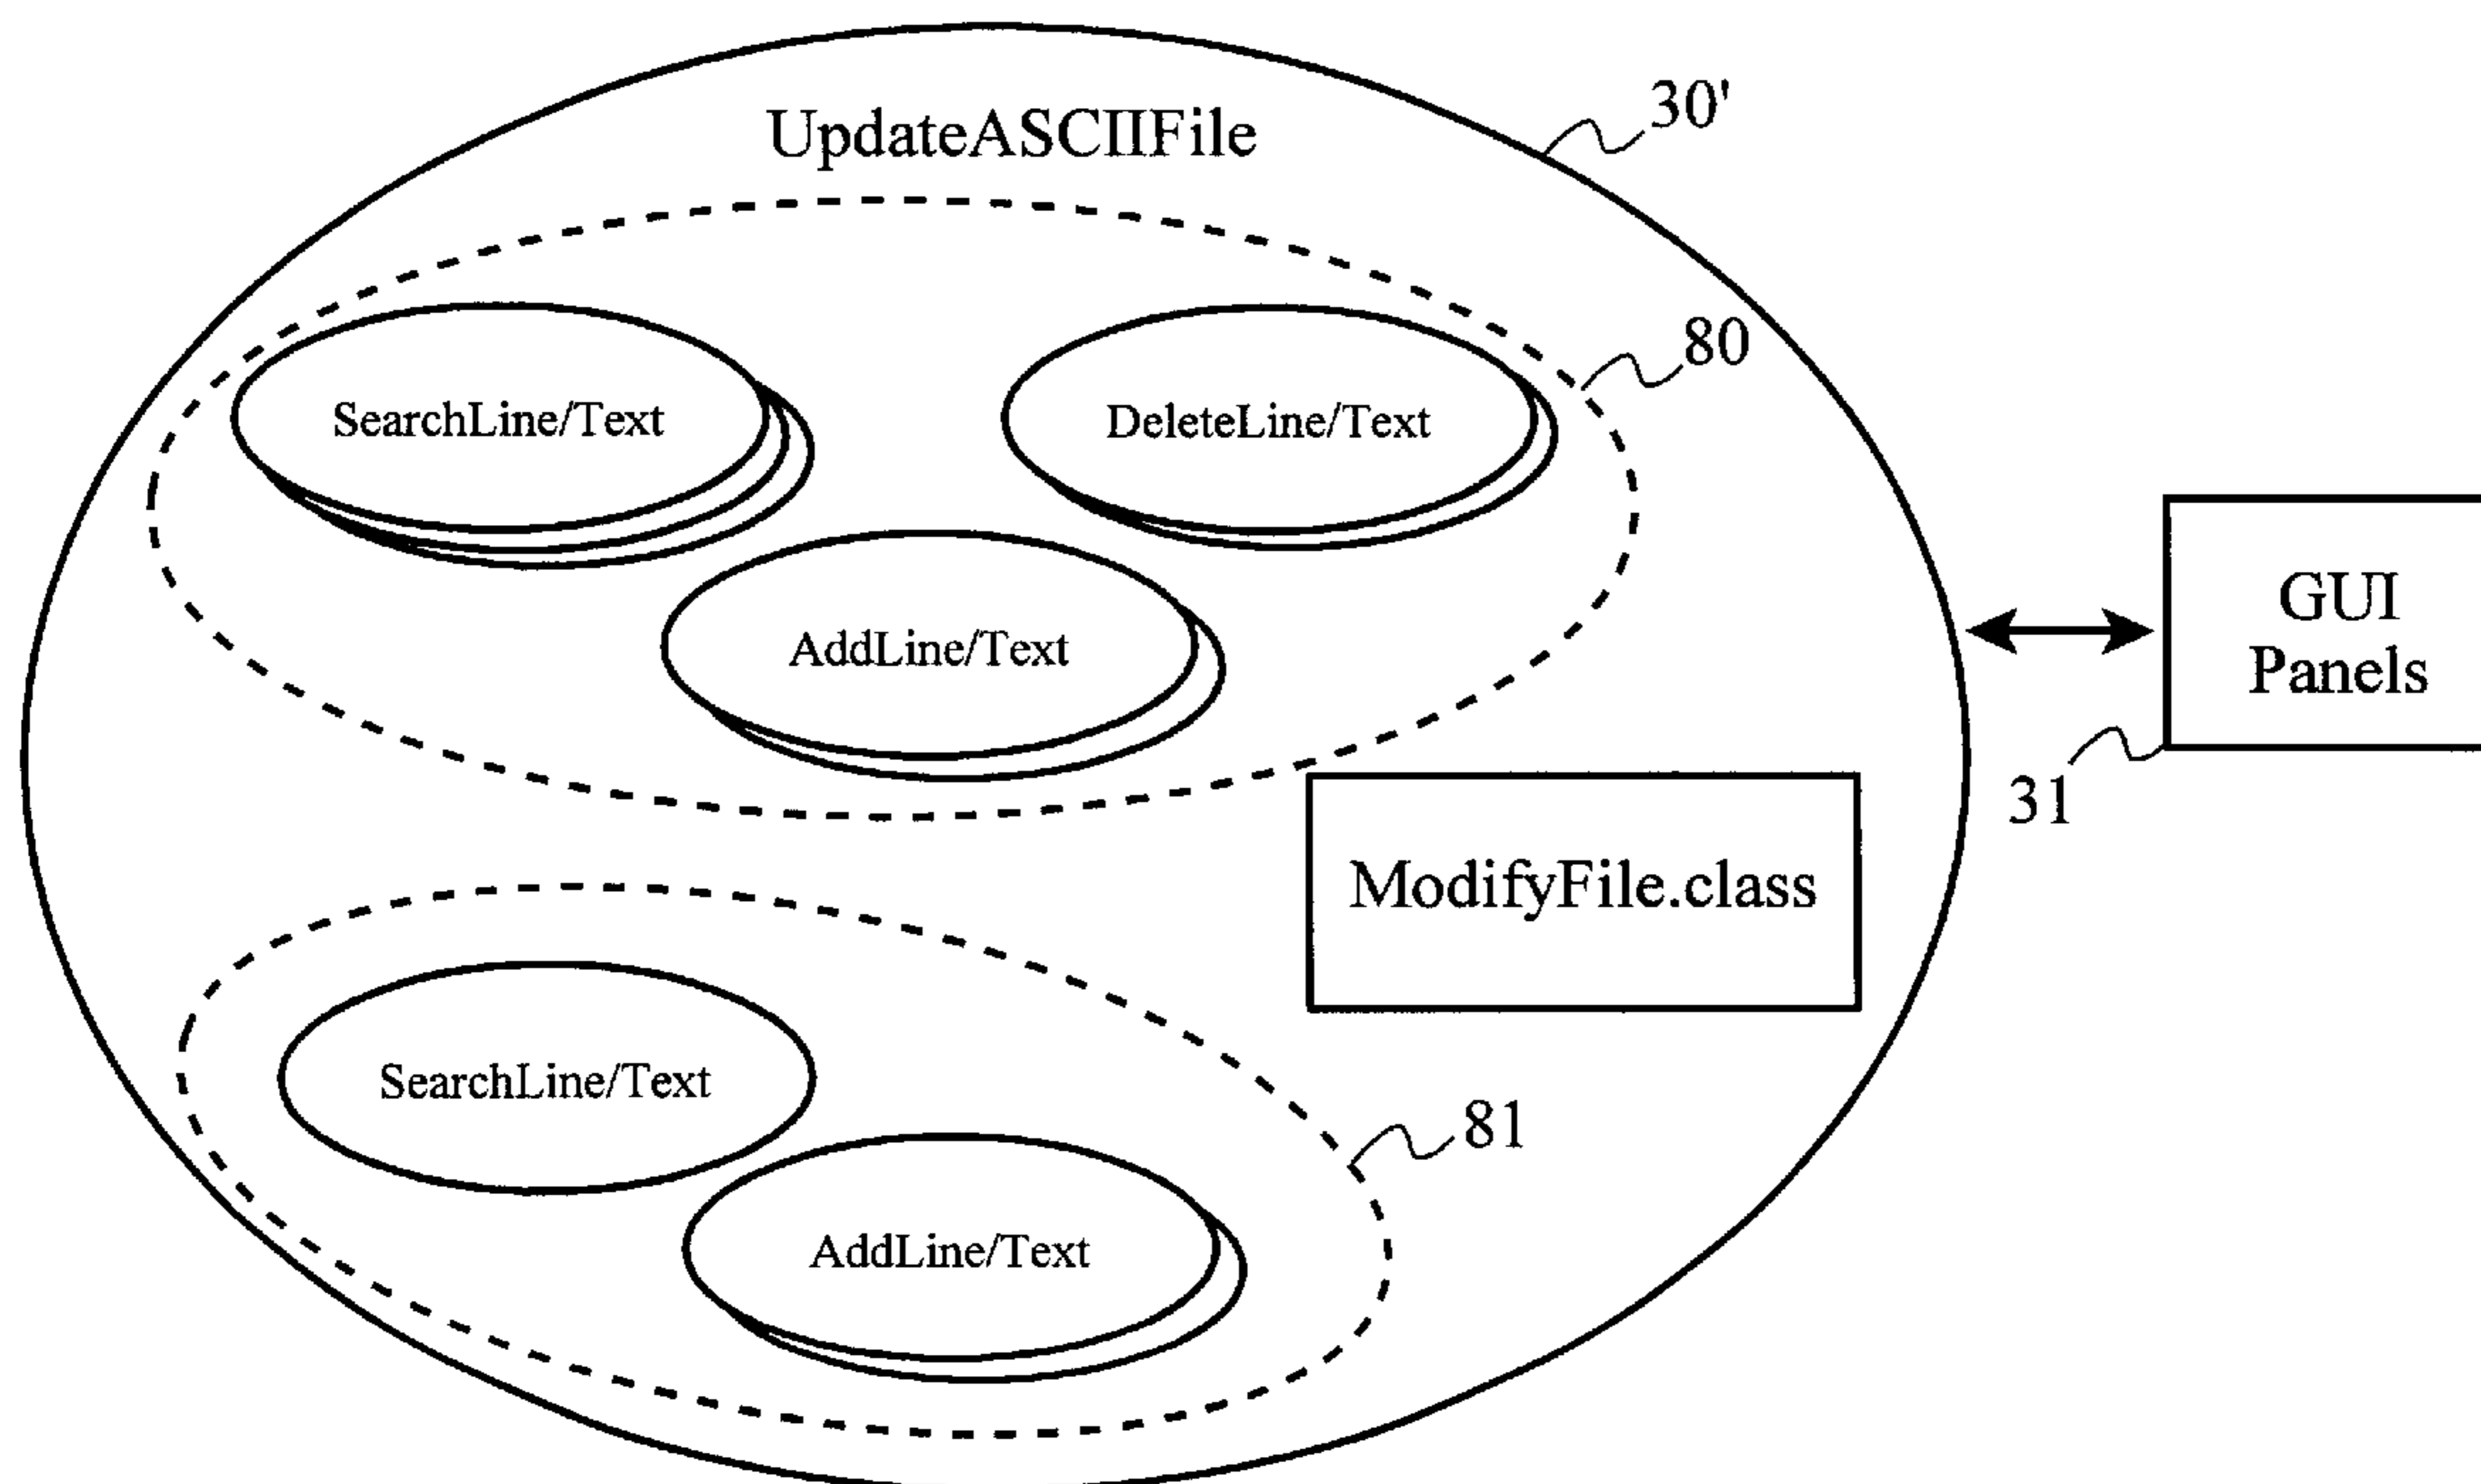 30'
UpdateASCIIFile
80
SearchLine/Text
DeleteLine/Text
AddLine/Text
GUI
Panels
31
ModifyFile.class
SearchLine/Text
81
AddLine/Text